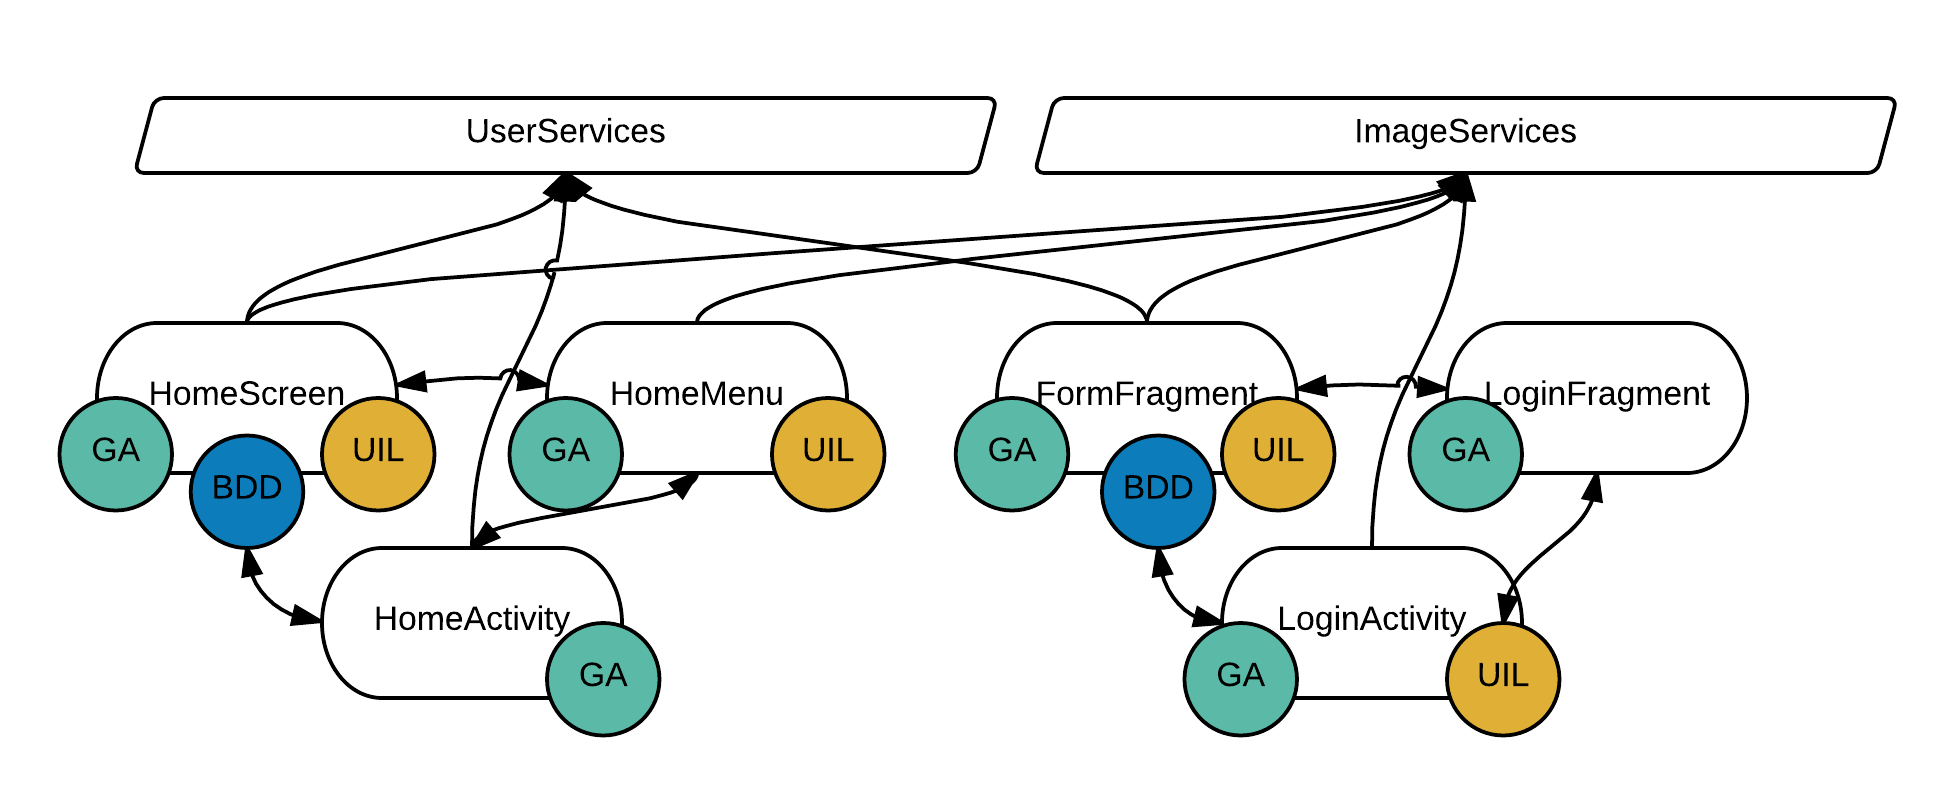 UserServices
ImageServices
HomeScreen
HomeMenu
FormFragment
LoginFragment
GA
UIL
GA
UIL
GA
UIL
GA
BDD
BDD
HomeActivity
LoginActivity
GA
GA
UIL